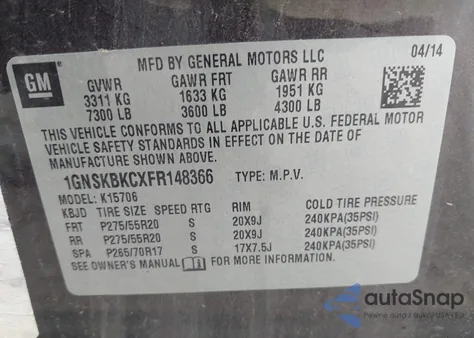 GM
MFD BY GENERAL MOTORS LLC 04/14
GVWR GAWR FRT GAWR RR
3311 KG 1633 KG 1951 KG
7300 LB 3600 LB 4300 LB
THIS VEHICLE CONFORMS TO ALL APPLICABLE U.S. FEDERAL MOTOR
VEHICLE SAFETY STANDARDS IN EFFECT ON THE DATE OF
MANUFACTURE SHOWN ABOVE.
1GNSKBKCXFR148366 TYPE: M.P.V.
MODEL: K15706
KBJD TIRE SIZE SPEED RTG RIM COLD TIRE PRESSURE
FRT P275/55R20 S 20X9J 240KPA(35PSI)
RR P275/55R20 S 20X9J 240KPA(35PSI)
SPA P265/70R17 S 17X7.5J 240KPA(35PSI)
SEE OWNER'S MANUAL FOR MORE INFORMATION.
autaSnap